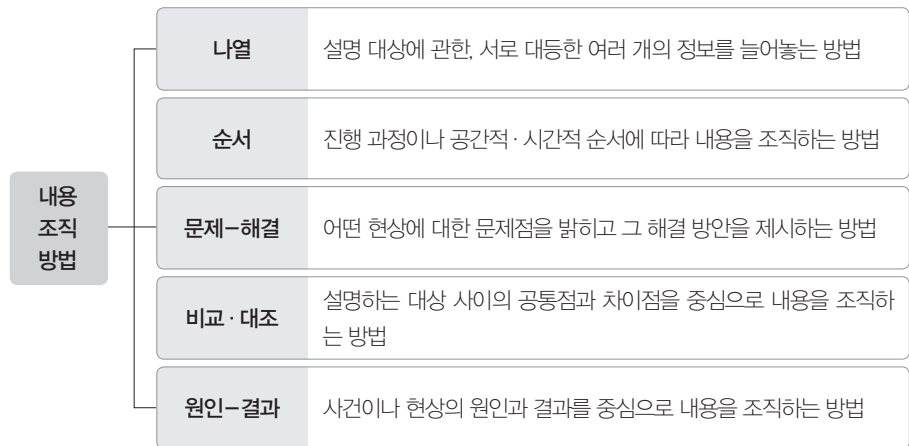 내용
조직
방법
나열
설명 대상에 관한, 서로 대등한 여러 개의 정보를 늘어놓는 방법
순서
진행 과정이나 공간적·시간적 순서에 따라 내용을 조직하는 방법
문제-해결
어떤 현상에 대한 문제점을 밝히고 그 해결 방안을 제시하는 방법
비교·대조
설명하는 대상 사이의 공통점과 차이점을 중심으로 내용을 조직하
는 방법
원인-결과
사건이나 현상의 원인과 결과를 중심으로 내용을 조직하는 방법